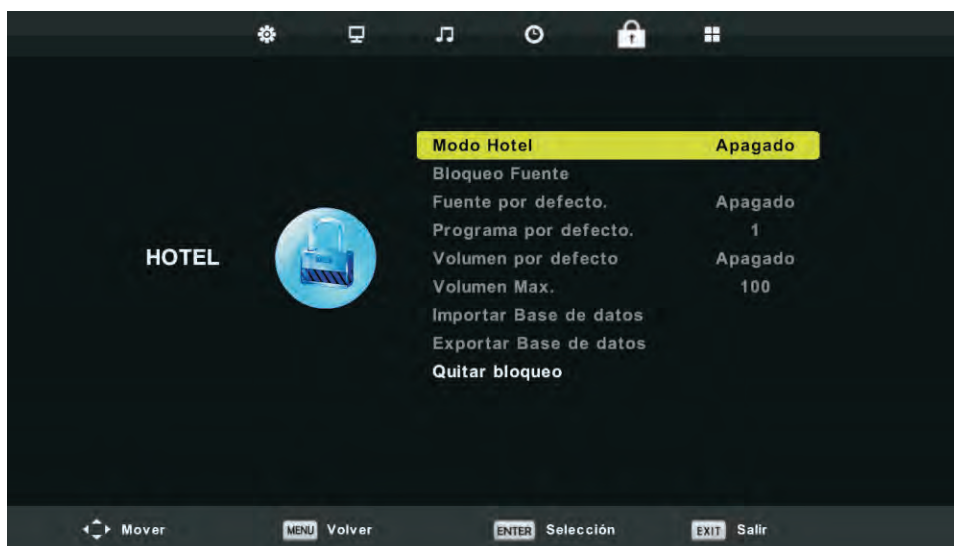 Modo Hotel Apagado
Bloqueo Fuente
Fuente por defecto. Apagado
Programa por defecto. 1
HOTEL
Volumen por defecto Apagado
Volumen Max. 100
Importar Base de datos
Exportar Base de datos
Quitar bloqueo
Mover MENU Volver ENTER Selección EXIT Salir